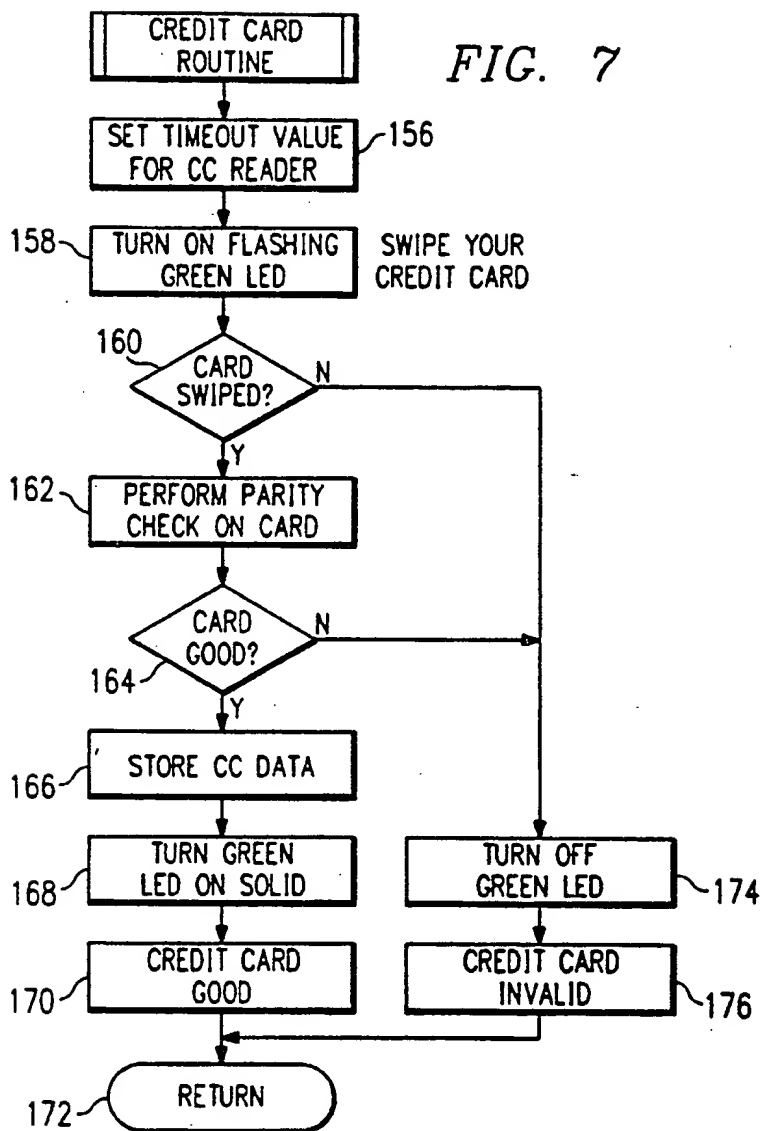 CREDIT CARD
ROUTINE
FIG. 7
SET TIMEOUT VALUE
FOR CC READER
156
158
TURN ON FLASHING
GREEN LED
SWIPE YOUR
CREDIT CARD
160
CARD
SWIPED?
N
Y
162
PERFORM PARITY
CHECK ON CARD
CARD
GOOD?
N
164
Y
166
STORE CC DATA
168
TURN GREEN
LED ON SOLID
TURN OFF
GREEN LED
174
170
CREDIT CARD
GOOD
CREDIT CARD
INVALID
176
172
RETURN